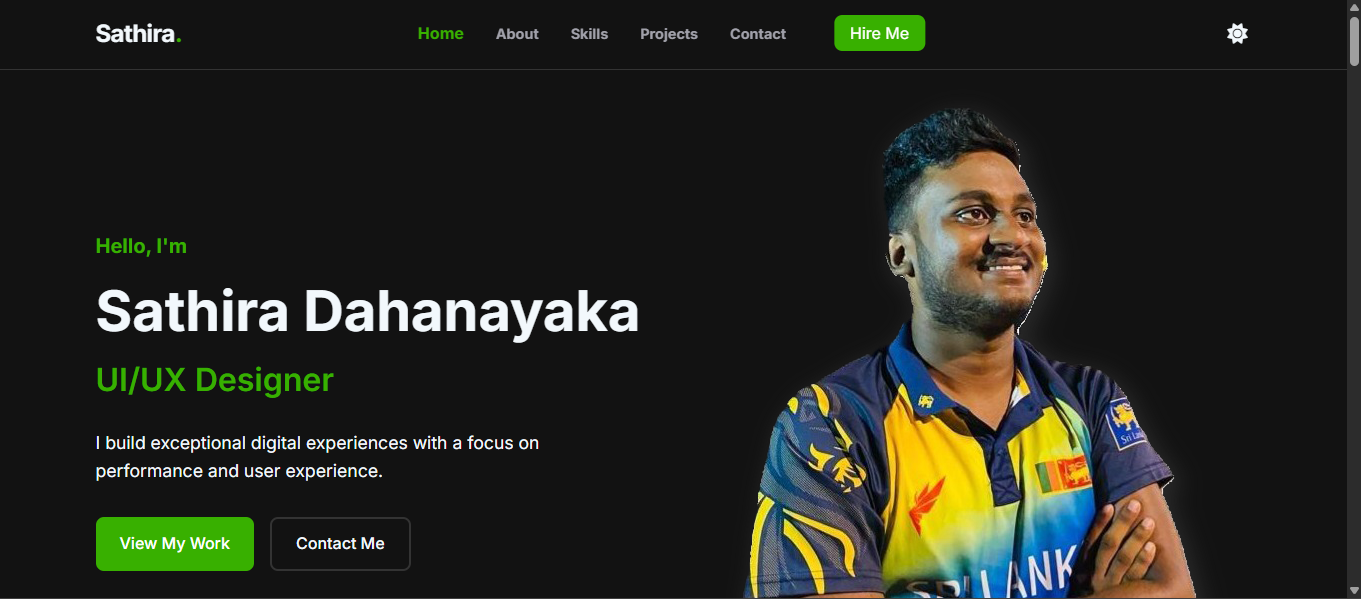 Sathira.
Home
About
Skills
Projects
Contact
Hire Me
Hello, I'm
Sathira Dahanayaka
UI/UX Designer
I build exceptional digital experiences with a focus on
performance and user experience.
View My Work
Contact Me
Sri Lanka
SRI LANK